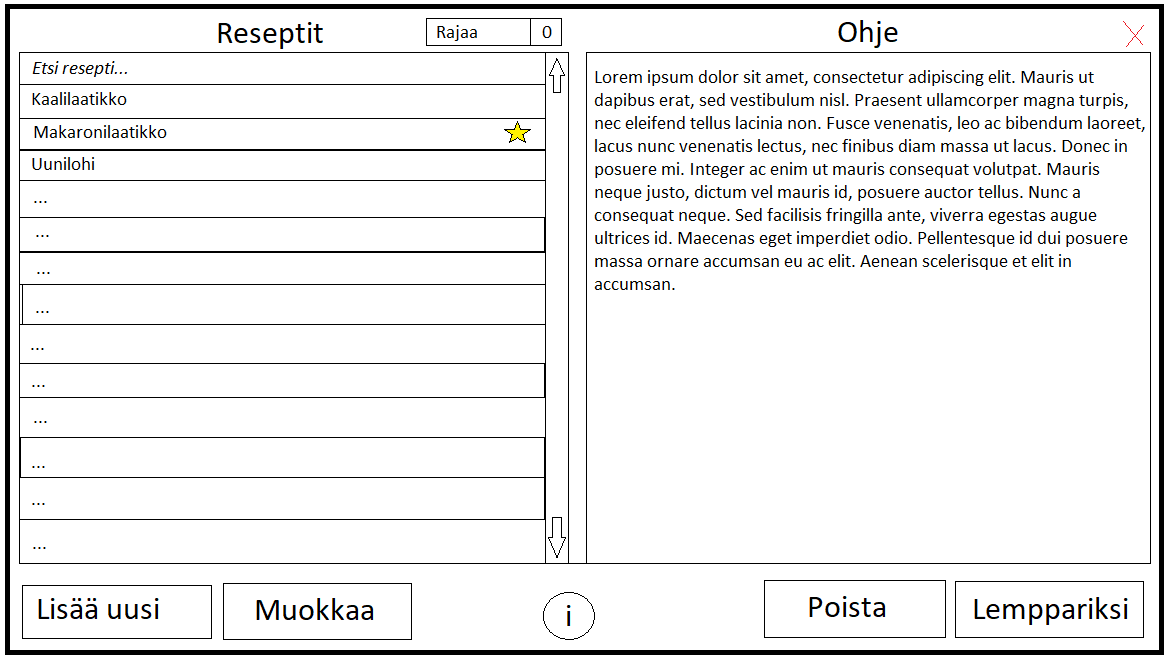 Reseptit
Rajaa 0
Etsi resepti...
Kaalilaatikko
Makaronilaatikko
Uunilohi
...
...
...
...
...
...
...
...
...
...
Ohje
Lorem ipsum dolor sit amet, consectetur adipiscing elit. Mauris ut
dapibus erat, sed vestibulum nisl. Praesent ullamcorper magna turpis,
nec eleifend tellus lacinia non. Fusce venenatis, leo ac bibendum laoreet,
lacus nunc venenatis lectus, nec finibus diam massa ut lacus. Donec in
posuere mi. Integer ac enim ut mauris consequat volutpat. Mauris
neque justo, dictum vel mauris id, posuere auctor tellus. Nunc a
consequat neque. Sed facilisis fringilla ante, viverra egestas augue
ultrices id. Maecenas eget imperdiet odio. Pellentesque id dui posuere
massa ornare accumsan eu ac elit. Aenean scelerisque et elit in
accumsan.
Lisää uusi
Muokkaa
i
Poista
Lemppariksi